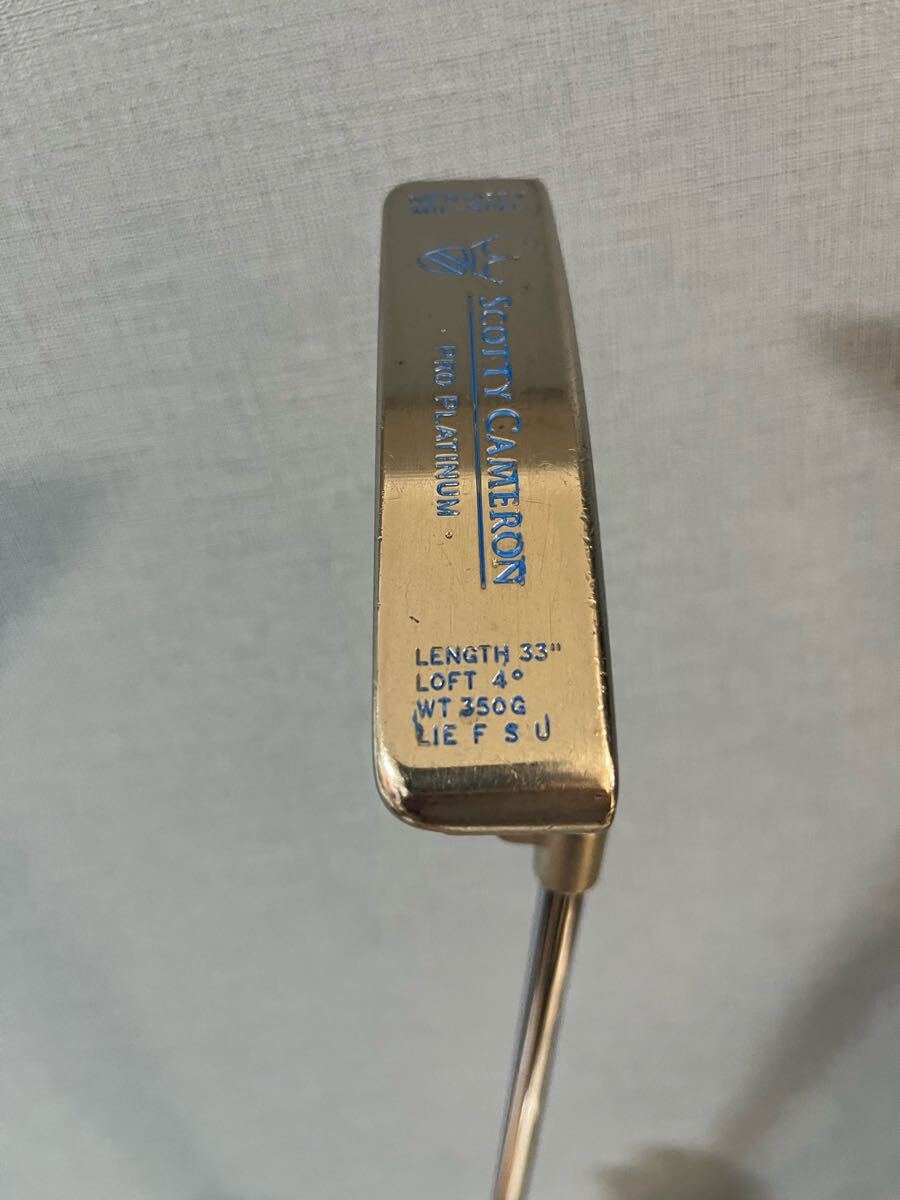 SCOTTY CAMERON
· PRO PLATINUM ·
LENGTH 33"
LOFT 4°
WT 350G
LIE F S U